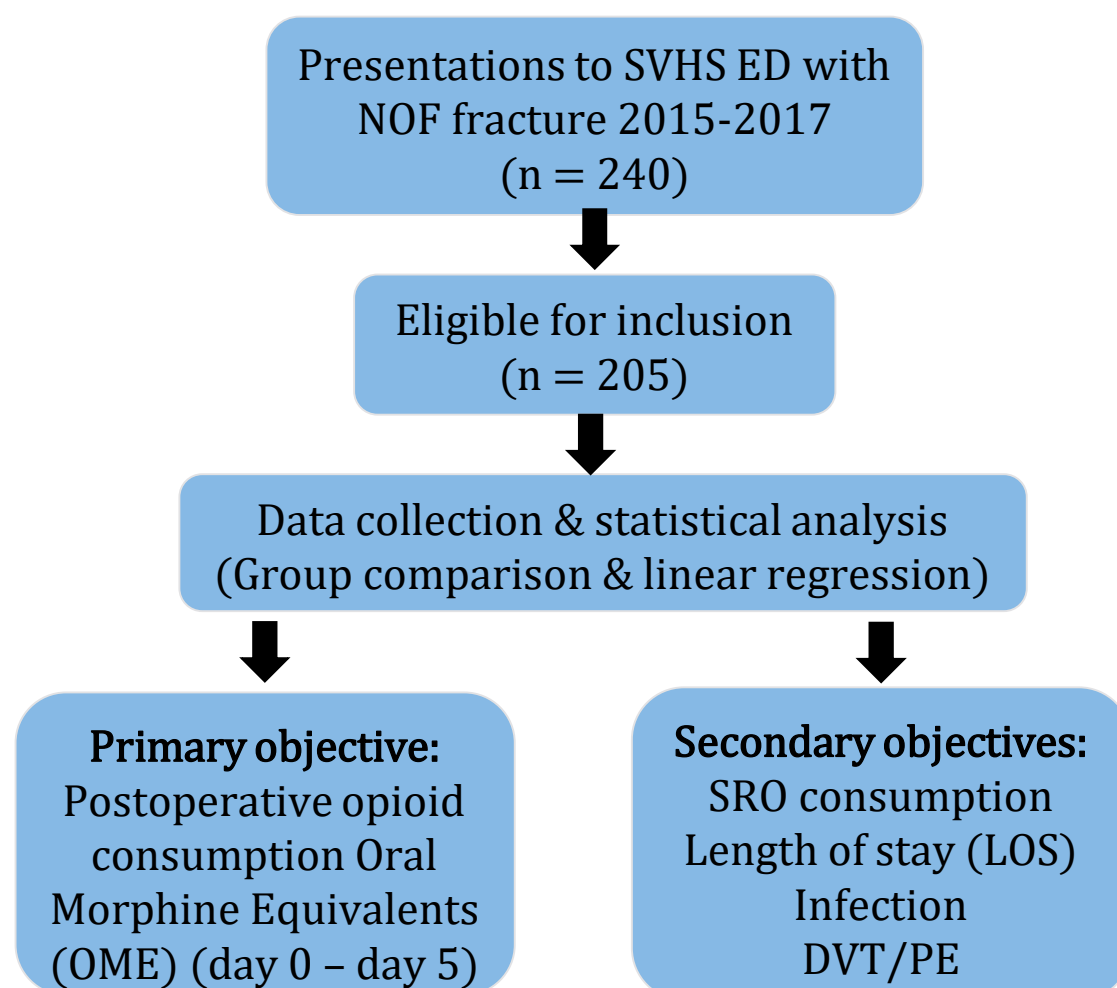 Presentations to SVHS ED with
NOF fracture 2015-2017
(n = 240)
Eligible for inclusion
(n = 205)
Data collection & statistical analysis
(Group comparison & linear regression)
Primary objective:
Postoperative opioid
consumption Oral
Morphine Equivalents
(OME) (day 0 – day 5)
Secondary objectives:
SRO consumption
Length of stay (LOS)
Infection
DVT/PE